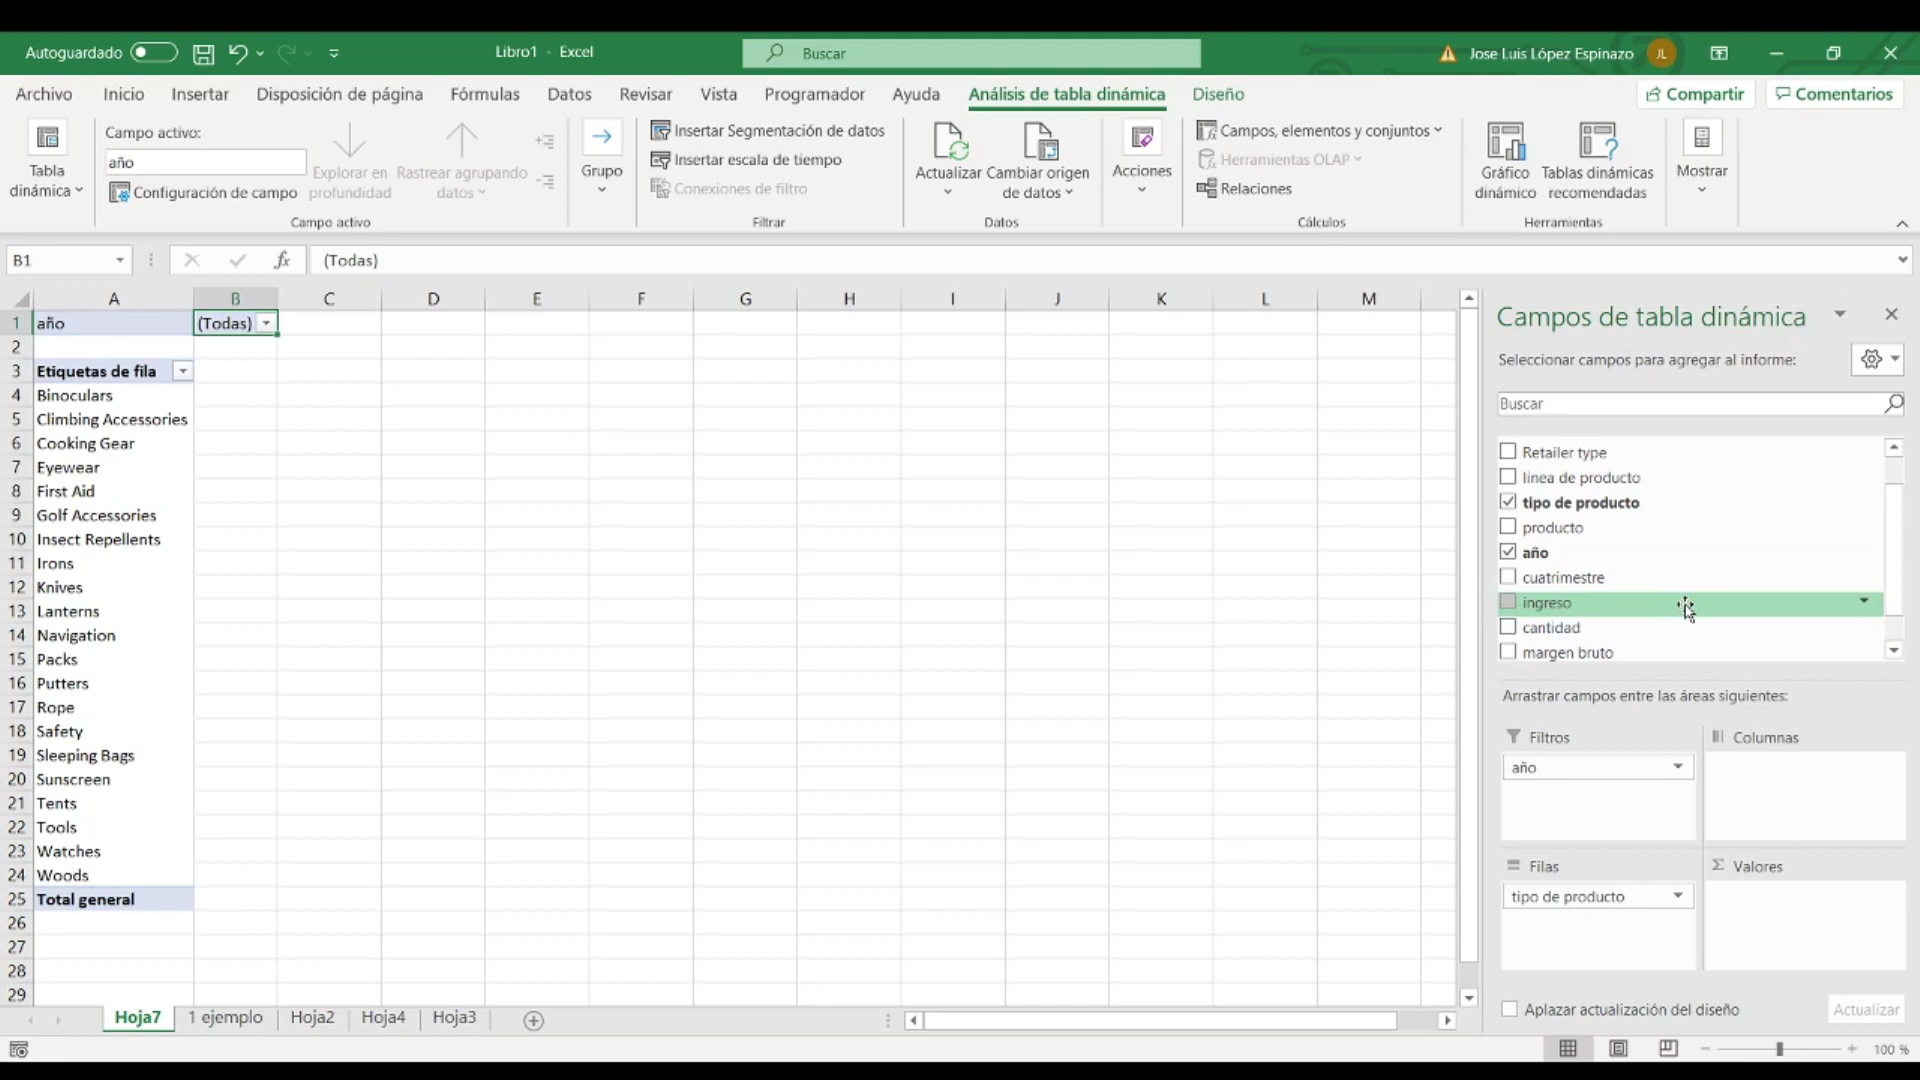 Autoguardado
Libro1 - Excel
Buscar
Jose Luis López Espinazo
JL
Archivo Inicio Insertar Disposición de página Fórmulas Datos Revisar Vista Programador Ayuda Análisis de tabla dinámica Diseño
Compartir
Comentarios
Tabla
dinámica
Campo activo:
año
Configuración de campo
Explorar en
profundidad
Rastrear agrupando
datos
Campo activo
Grupo
Insertar Segmentación de datos
Insertar escala de tiempo
Conexiones de filtro
Filtrar
Actualizar
Cambiar origen
de datos
Datos
Acciones
Campos, elementos y conjuntos
Herramientas OLAP
Relaciones
Cálculos
Gráfico
dinámico
Tablas dinámicas
recomendadas
Herramientas
Mostrar
B1
fx
(Todas)
A B C D E F G H I J K L M
1 año (Todas)
2
3 Etiquetas de fila
4 Binoculars
5 Climbing Accessories
6 Cooking Gear
7 Eyewear
8 First Aid
9 Golf Accessories
10 Insect Repellents
11 Irons
12 Knives
13 Lanterns
14 Navigation
15 Packs
16 Putters
17 Rope
18 Safety
19 Sleeping Bags
20 Sunscreen
21 Tents
22 Tools
23 Watches
24 Woods
25 Total general
26
27
28
29
Campos de tabla dinámica
Seleccionar campos para agregar al informe:
Buscar
Retailer type
linea de producto
tipo de producto
producto
año
cuatrimestre
ingreso
cantidad
margen bruto
Arrastrar campos entre las áreas siguientes:
Filtros
Columnas
año
Filas
Σ Valores
tipo de producto
Aplazar actualización del diseño
Actualizar
Hoja7 1 ejemplo Hoja2 Hoja4 Hoja3
100 %